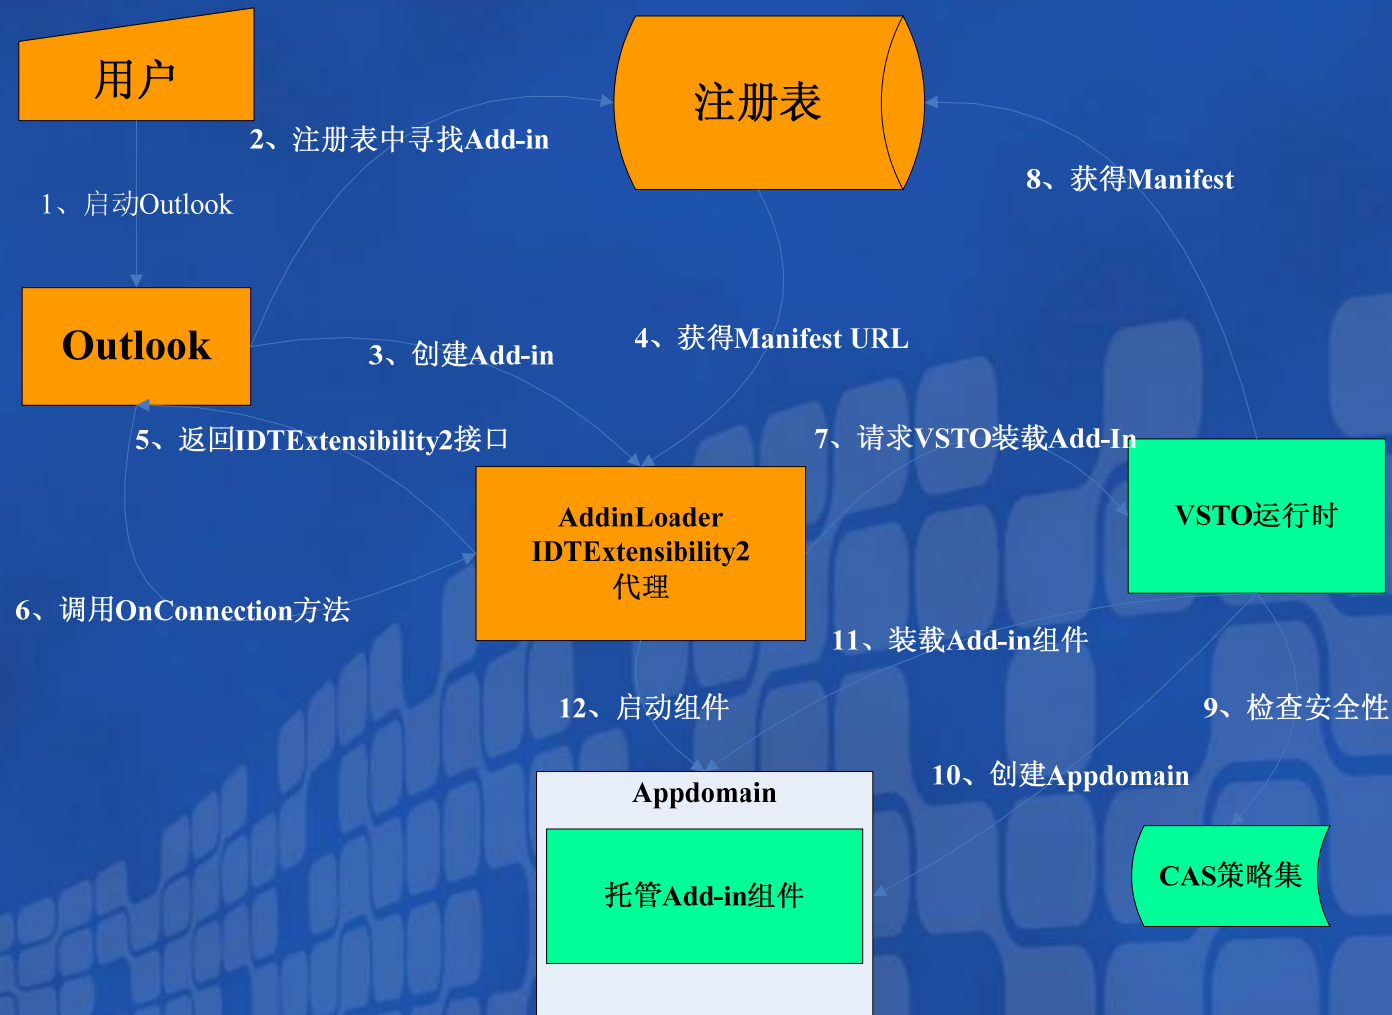 用户
注册表
2、注册表中寻找Add-in
8、获得Manifest
1、启动Outlook
Outlook
3、创建Add-in
4、获得Manifest URL
5、返回IDTExtensibility2接口
7、请求VSTO装载Add-In
AddinLoader
IDTExtensibility2
代理
VSTO运行时
6、调用OnConnection方法
11、装载Add-in组件
12、启动组件
9、检查安全性
10、创建Appdomain
Appdomain
托管Add-in组件
CAS策略集